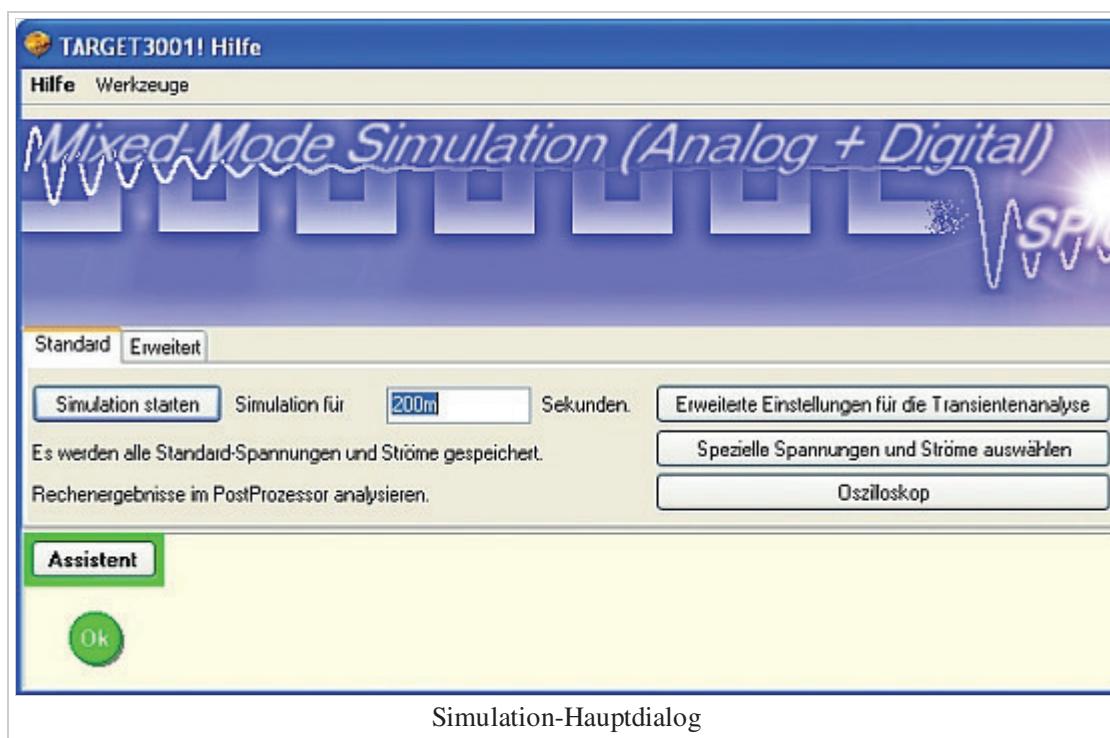 TARGET3001! Hilfe
Hilfe Werkzeuge
Mixed-Mode Simulation (Analog + Digital)
Standard Erweitert
Simulation starten Simulation für 200m Sekunden. Erweiterte Einstellungen für die Transientenanalyse
Es werden alle Standard-Spannungen und Ströme gespeichert. Spezielle Spannungen und Ströme auswählen
Rechenergebnisse im PostProzessor analysieren. Oszilloskop
Assistent
Ok
Simulation-Hauptdialog